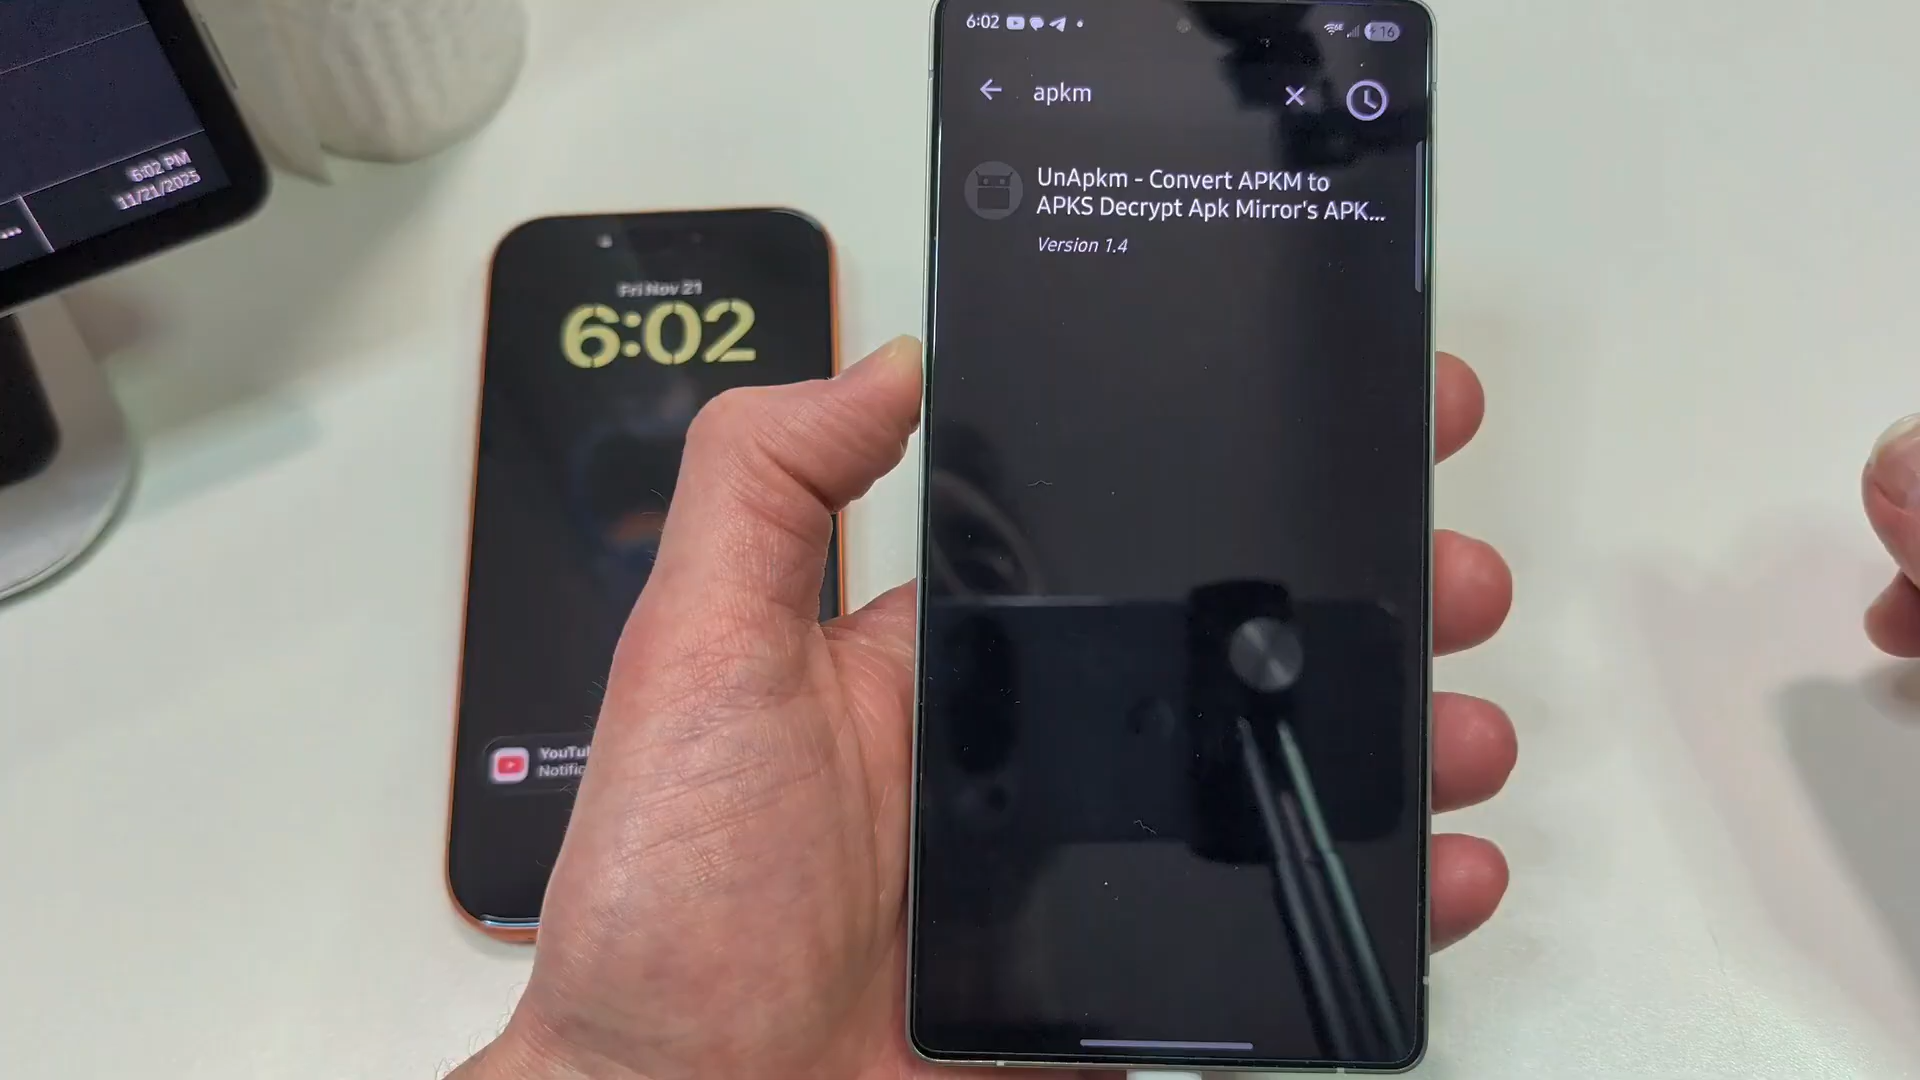 6:02 PM
11/21/2025
...
Fri Nov 21
6:02
YouTu
Notific
6:02
16
apkm
UnApkm - Convert APKM to
APKS Decrypt Apk Mirror's APK...
Version 1.4